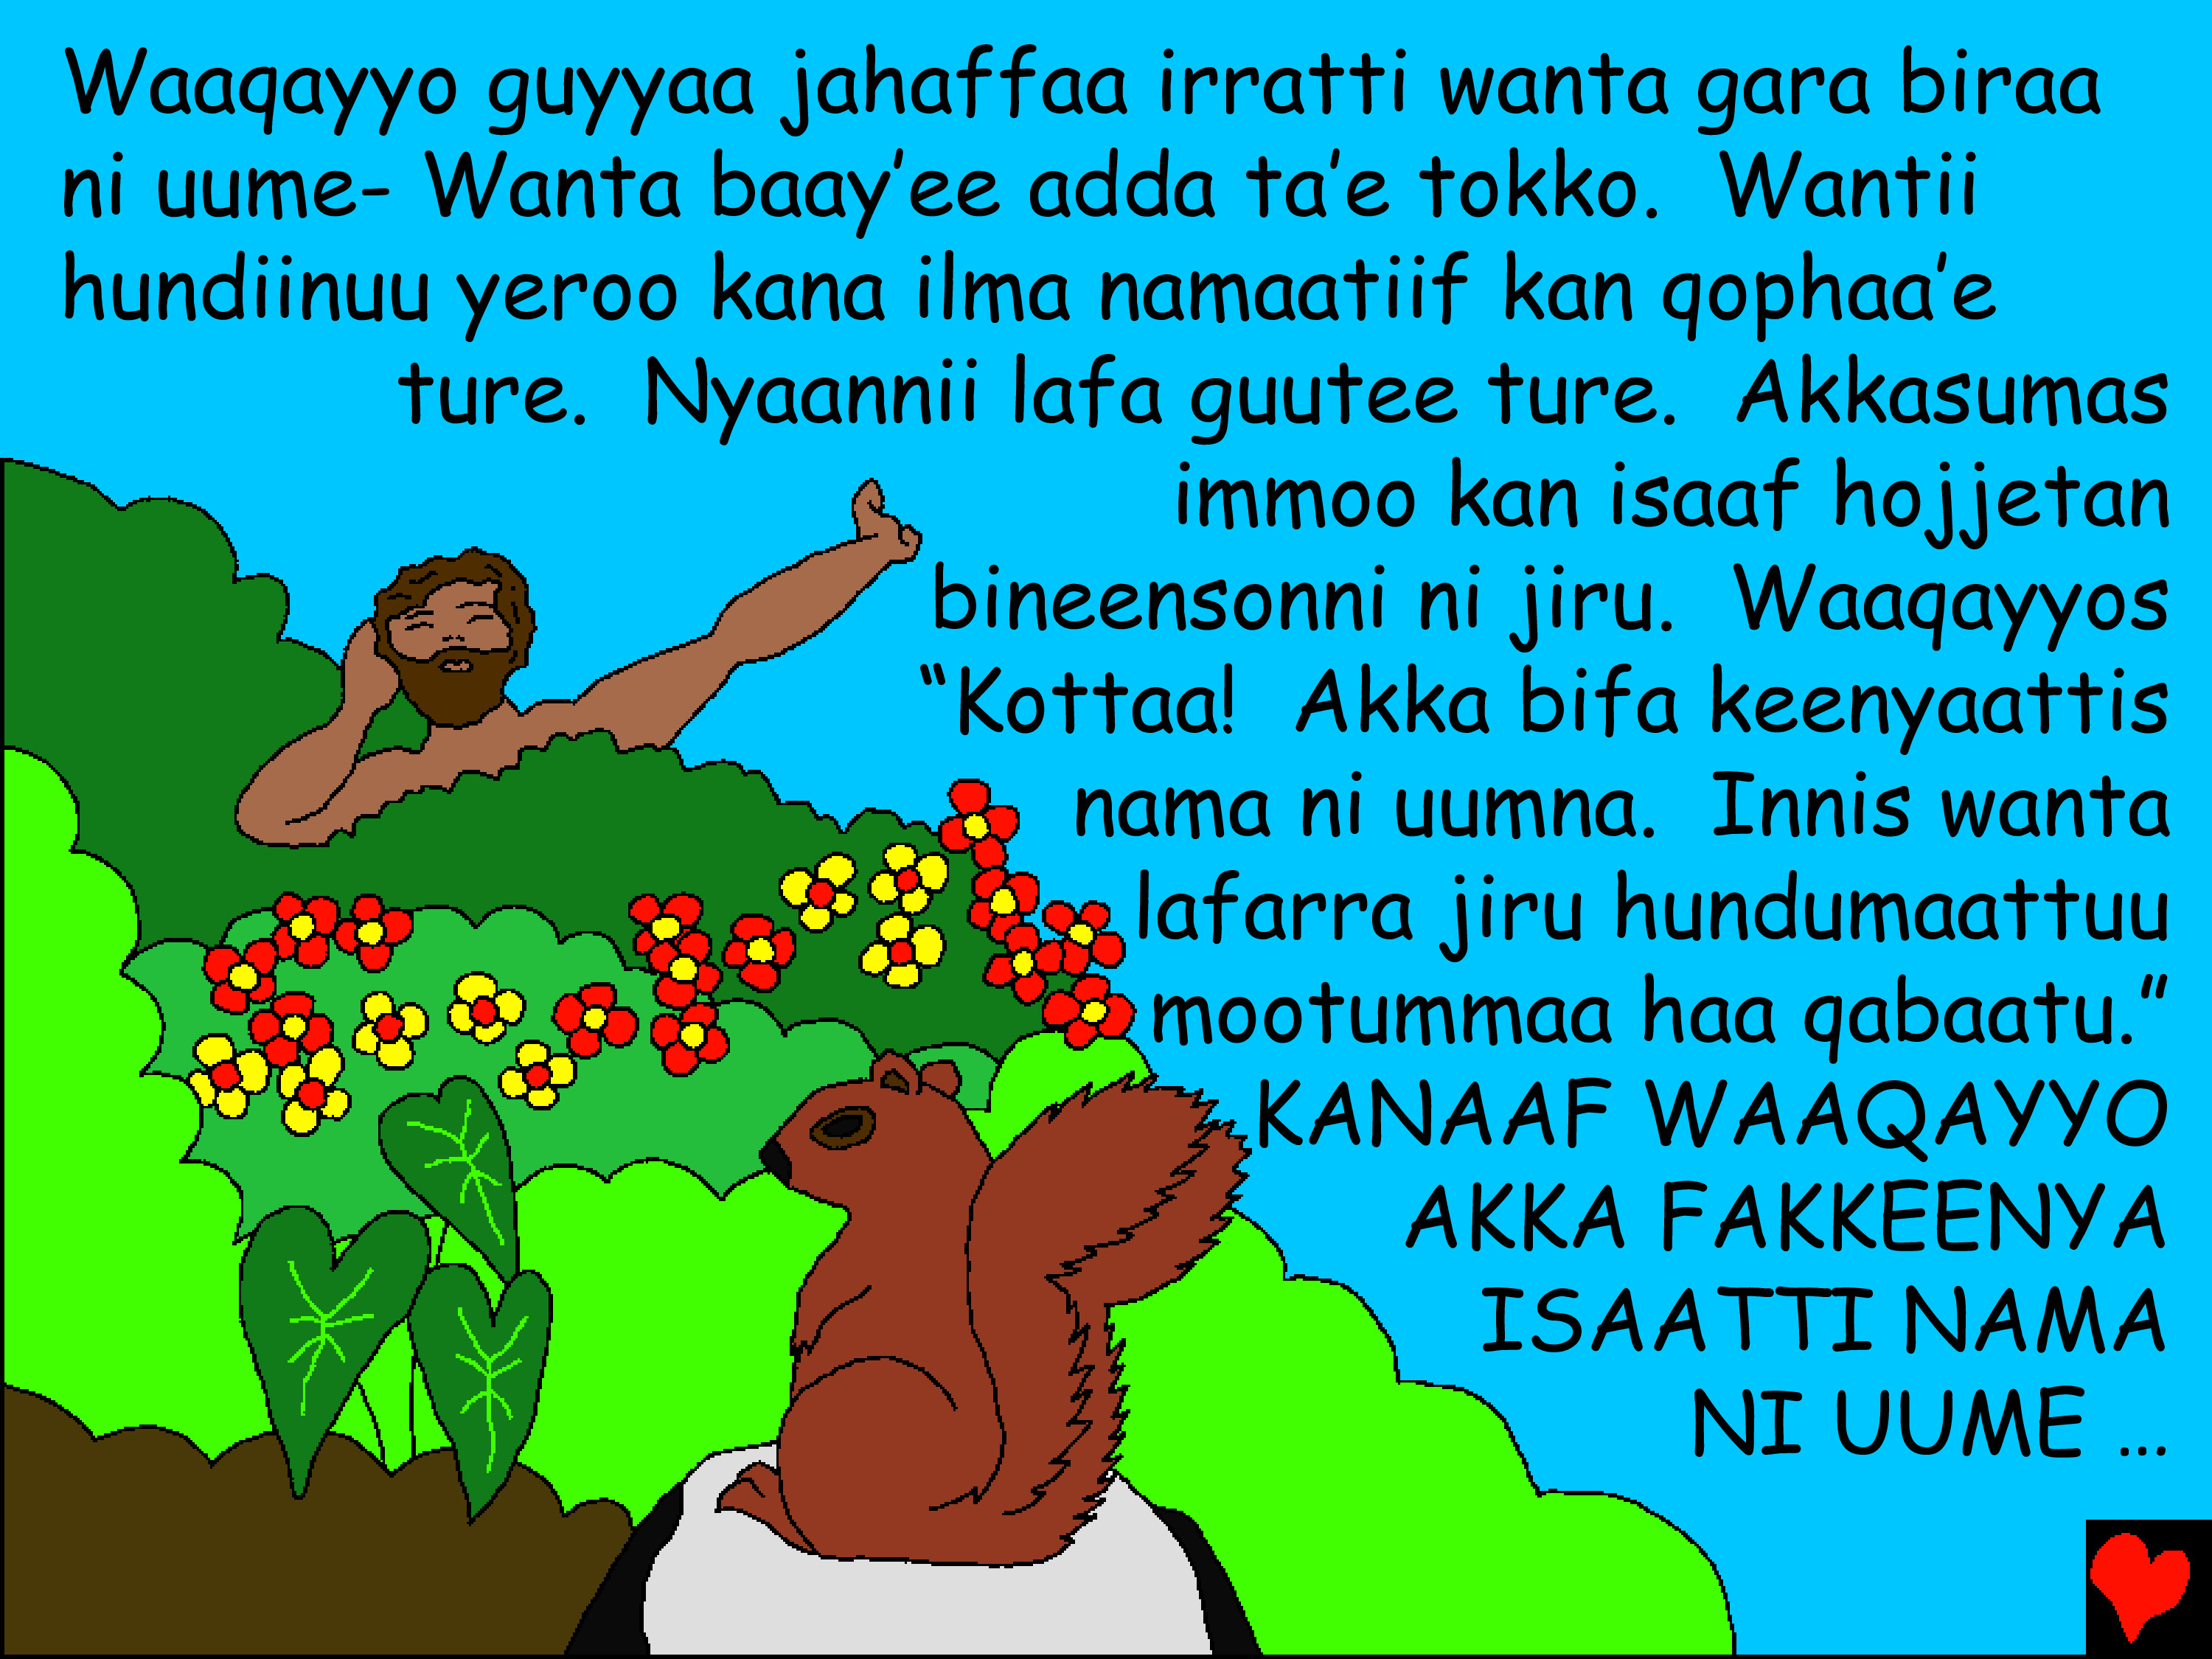 Waaqayyo guyyaa jahaffaa irratti wanta gara biraa
ni uume- Wanta baay’ee adda ta’e tokko. Wantii
hundiinuu yeroo kana ilma namaatiif kan qophaa’e
ture. Nyaannii lafa guutee ture. Akkasumas
immoo kan isaaf hojjetan
bineensonni ni jiru. Waaqayyos
“Kottaa! Akka bifa keenyaattis
nama ni uumna. Innis wanta
lafarra jiru hundumaattuu
mootummaa haa qabaatu.”
KANAAF WAAQAYYO
AKKA FAKKEENYA
ISAATTI NAMA
NI UUME …